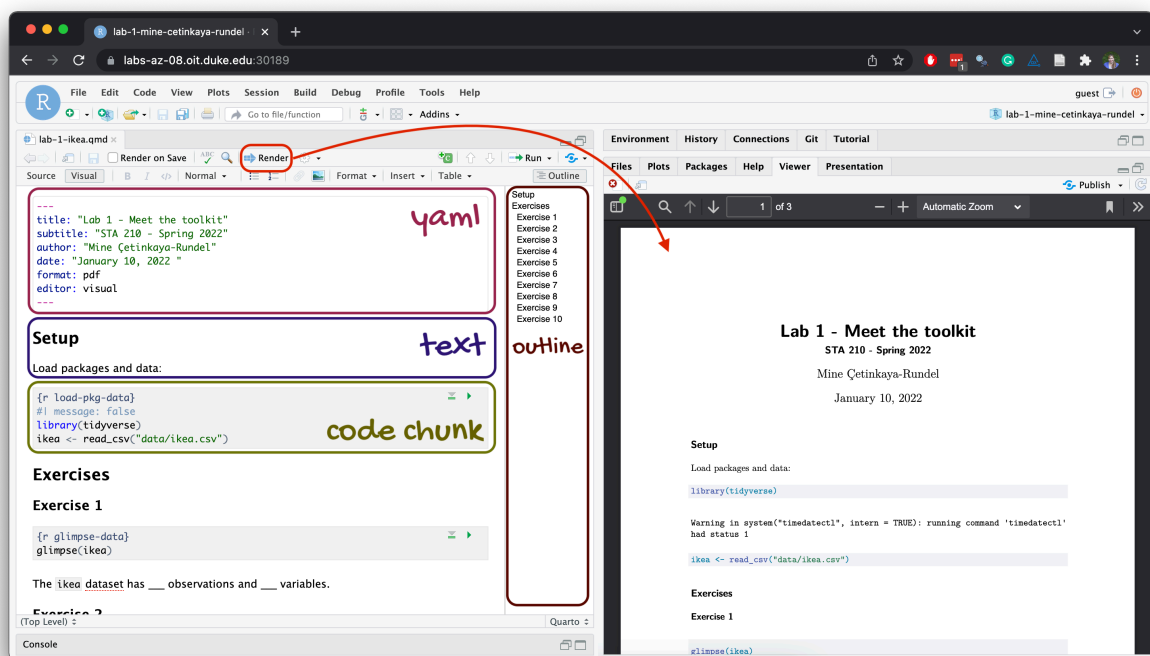 lab-1-mine-cetinkaya-rundel
labs-az-08.oit.duke.edu:30189
R
File Edit Code View Plots Session Build Debug Profile Tools Help
guest
Go to file/function
Addins
lab-1-mine-cetinkaya-rundel
lab-1-ikea.qmd
Render on Save
ABC
Render
Run
Source Visual B I </> Normal Format Insert Table Outline
---
title: "Lab 1 - Meet the toolkit"
subtitle: "STA 210 - Spring 2022"
author: "Mine Çetinkaya-Rundel"
date: "January 10, 2022 "
format: pdf
editor: visual
---
yaml
Setup
Load packages and data:
text
{r load-pkg-data}
#| message: false
library(tidyverse)
ikea <- read_csv("data/ikea.csv")
code chunk
Exercises
Exercise 1
{r glimpse-data}
glimpse(ikea)
The ikea dataset has ___ observations and ___ variables.
Exercise 2
(Top Level)
Quarto
Console
Setup
Exercises
Exercise 1
Exercise 2
Exercise 3
Exercise 4
Exercise 5
Exercise 6
Exercise 7
Exercise 8
Exercise 9
Exercise 10
outline
Environment History Connections Git Tutorial
Files Plots Packages Help Viewer Presentation
Publish
1 of 3
Automatic Zoom
Lab 1 - Meet the toolkit
STA 210 - Spring 2022
Mine Çetinkaya-Rundel
January 10, 2022
Setup
Load packages and data:
library(tidyverse)
Warning in system("timedatectl", intern = TRUE): running command 'timedatectl'
had status 1
ikea <- read_csv("data/ikea.csv")
Exercises
Exercise 1
glimpse(ikea)